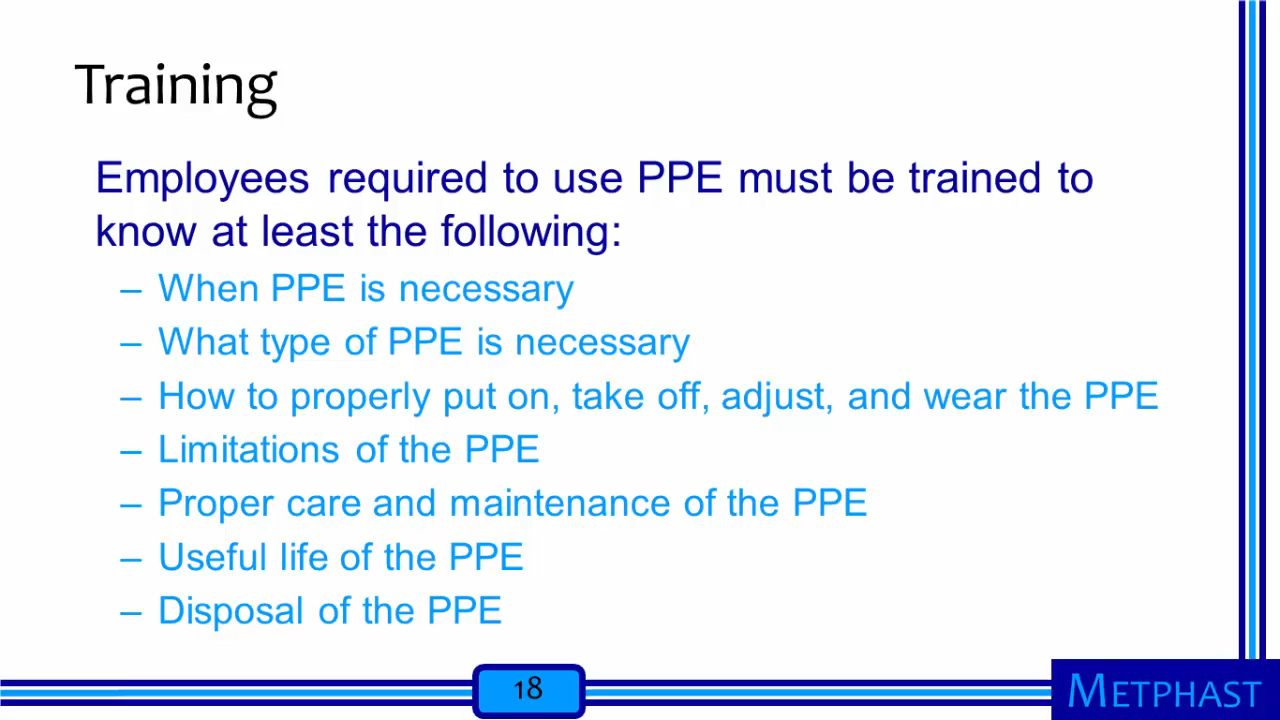 Training
Employees required to use PPE must be trained to
know at least the following:
– When PPE is necessary
– What type of PPE is necessary
– How to properly put on, take off, adjust, and wear the PPE
– Limitations of the PPE
– Proper care and maintenance of the PPE
– Useful life of the PPE
– Disposal of the PPE
18
METPHAST